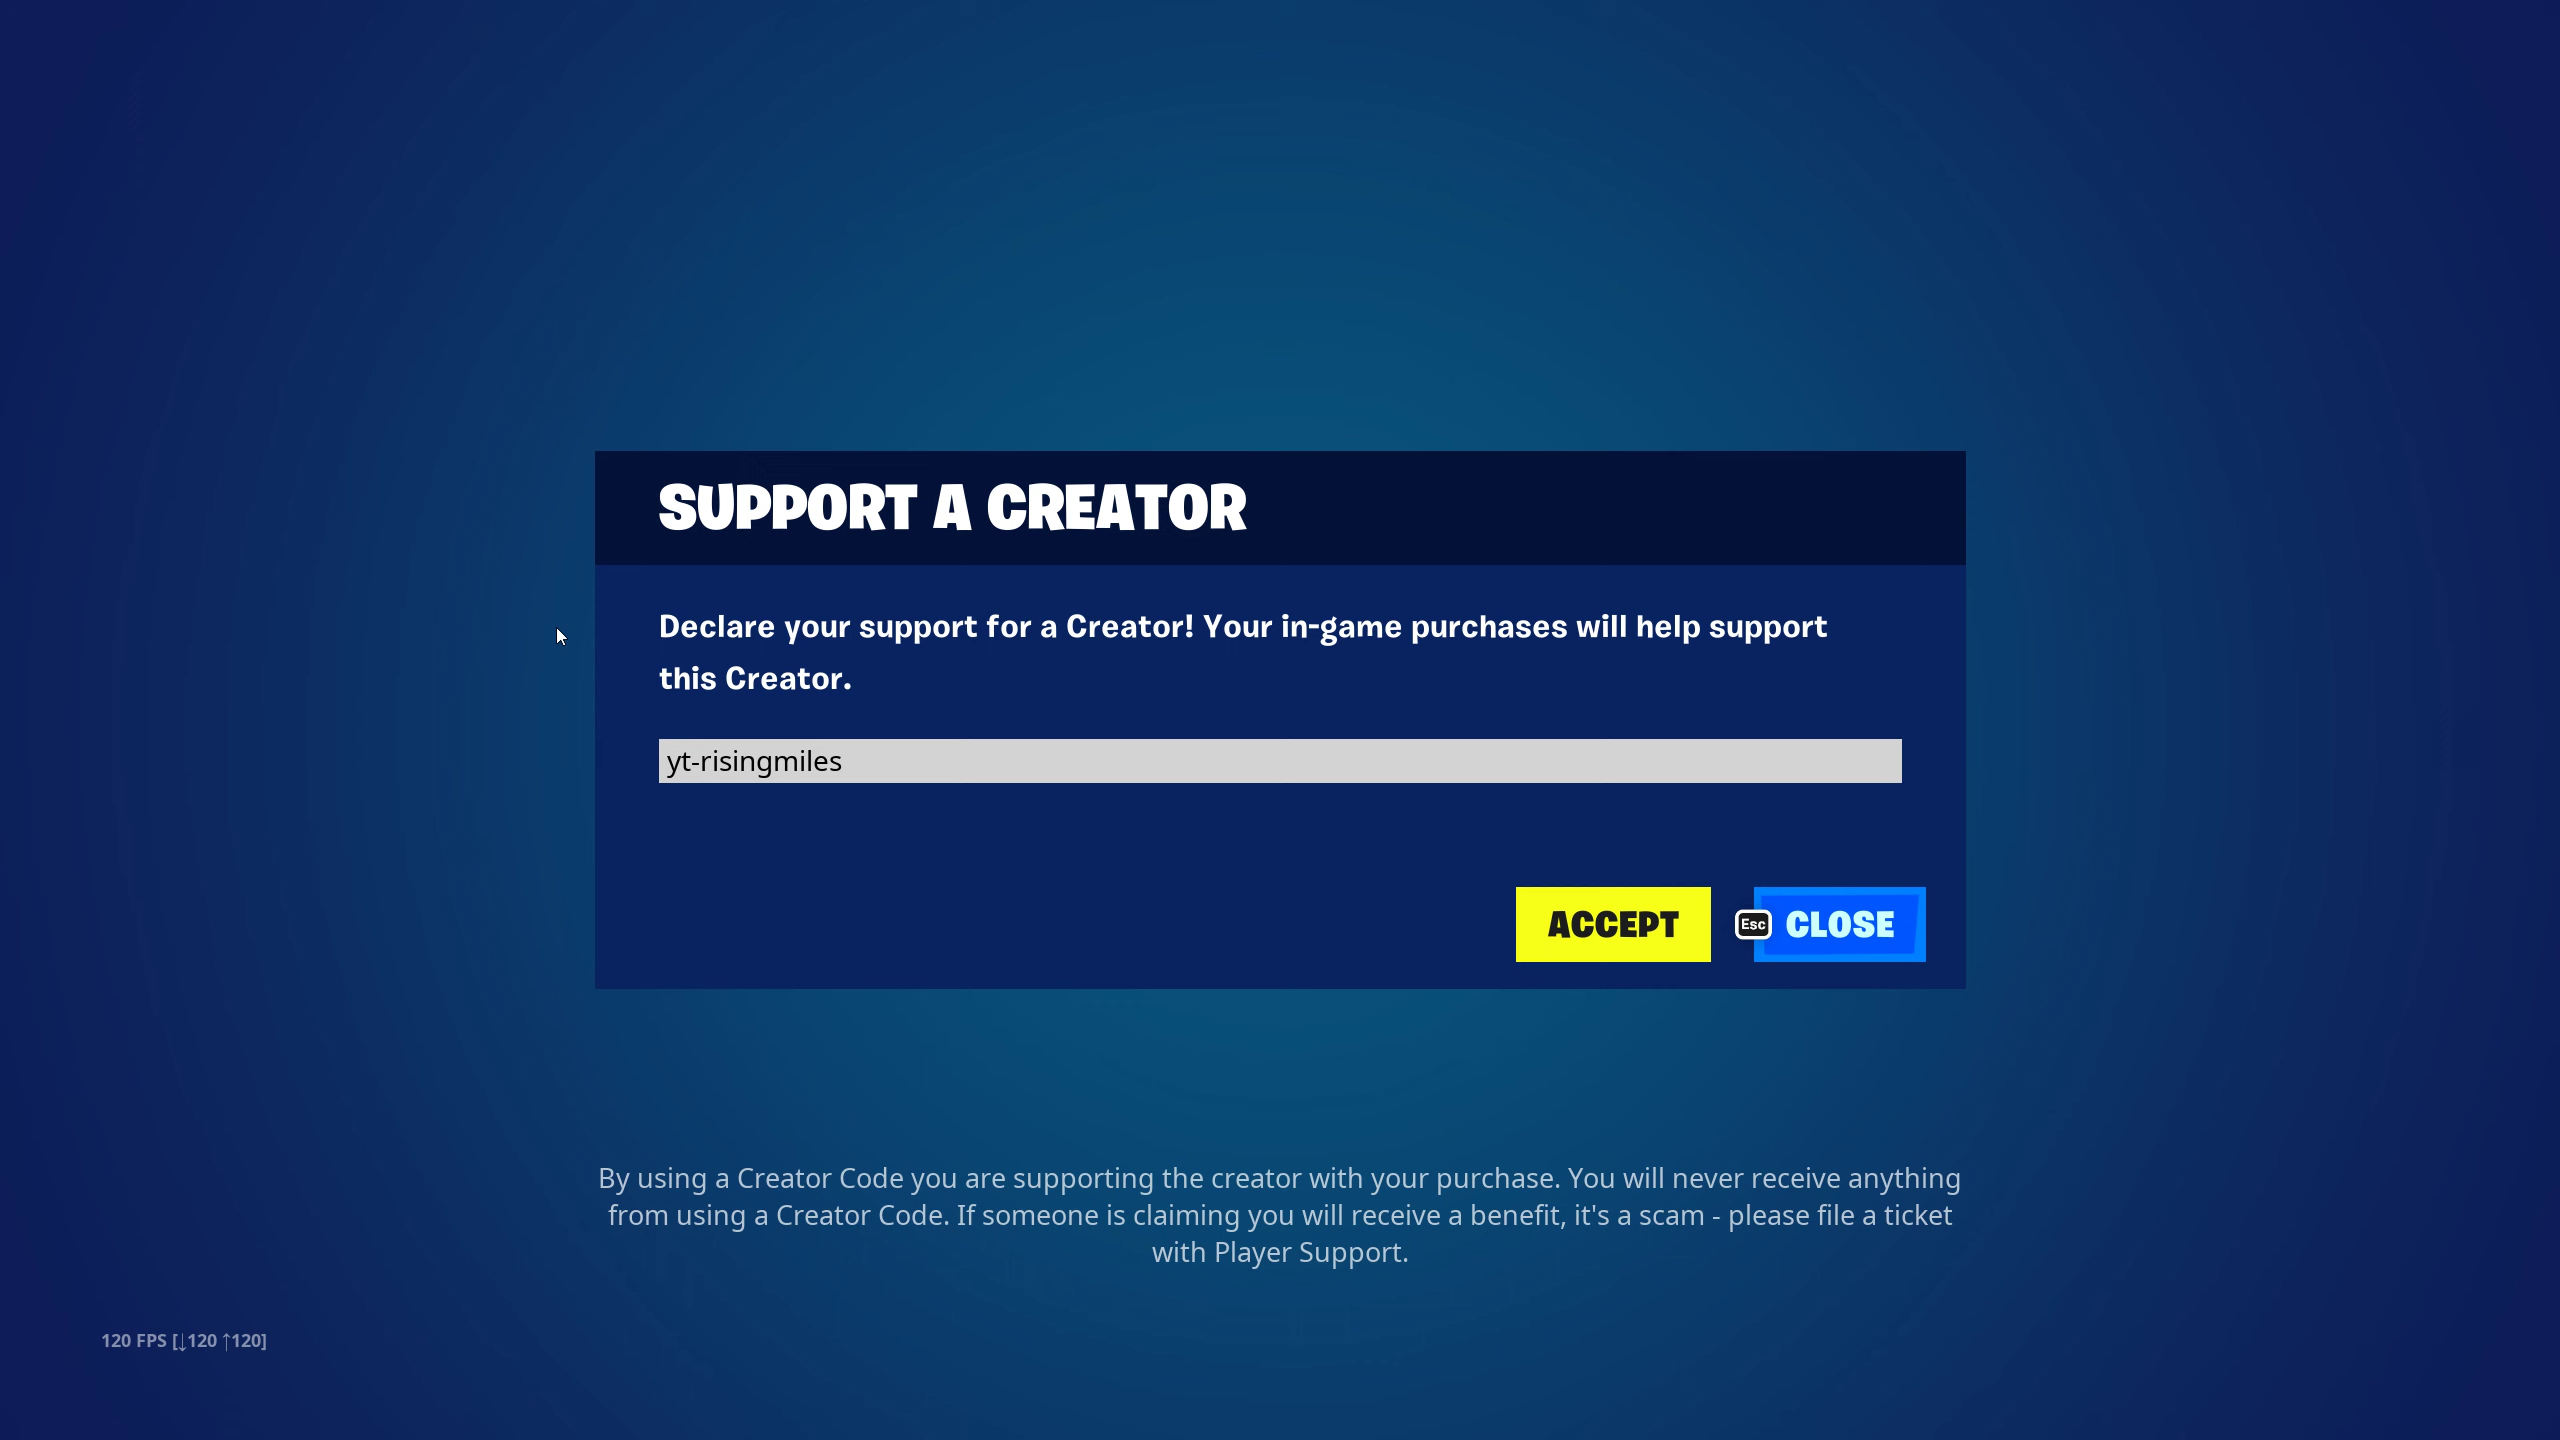 SUPPORT A CREATOR
Declare your support for a Creator! Your in-game purchases will help support
this Creator.
yt-risingmiles
ACCEPT
Esc CLOSE
By using a Creator Code you are supporting the creator with your purchase. You will never receive anything
from using a Creator Code. If someone is claiming you will receive a benefit, it's a scam - please file a ticket
with Player Support.
120 FPS [↓120 ↑120]